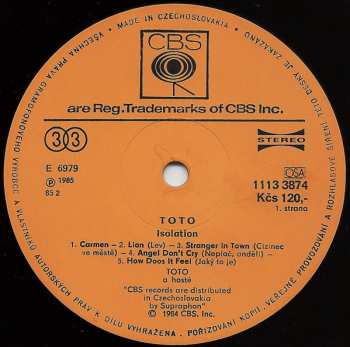 MADE IN CZECHOSLOVAKIA • VŠECHNA PRÁVA GRAMOFONOVÉHO VÝROBCE A VLASTNÍKŮ AUTORSKÝCH PRÁV K DÍLU VYHRAŽENA. POŘIZOVÁNÍ KOPIÍ, VEŘEJNÉ PROVOZOVÁNÍ A ROZHLASOVÉ ŠÍŘENÍ TÉTO DESKY JE ZAKÁZÁNO •
CBS
are Reg.Trademarks of CBS Inc.
33
STEREO
E 6979
℗ 1985
85 2
OSA
1113 3874
Kčs 120,-
1. strana
TOTO
Isolation
1. Carmen – 2. Lion (Lev) – 3. Stranger in Town (Cizinec
ve městě) – 4. Angel Don't Cry (Neplač, anděli) –
5. How Does It Feel (Jaký to je)
TOTO
a hosté
"CBS records are distributed
in Czechoslovakia
by Supraphon"
© 1984 CBS, Inc.